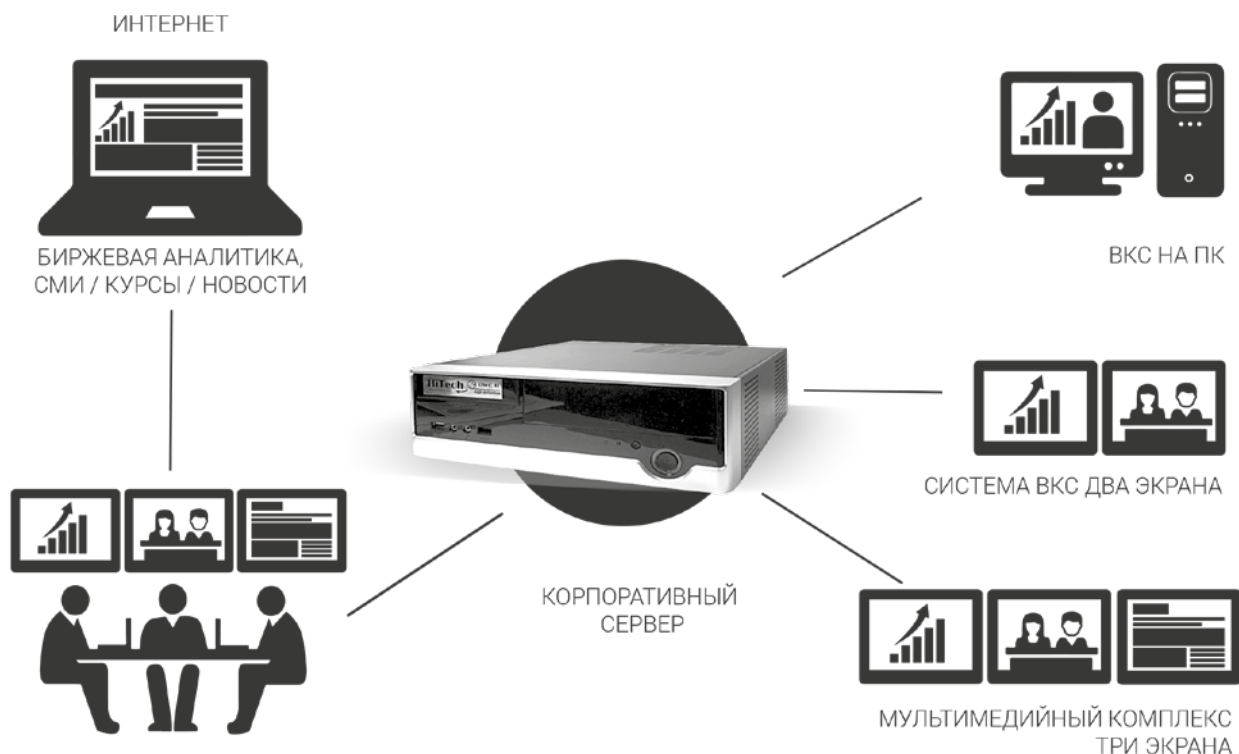 ИНТЕРНЕТ
БИРЖЕВАЯ АНАЛИТИКА,
СМИ / КУРСЫ / НОВОСТИ
ВКС НА ПК
HiTech
СИСТЕМА ВКС ДВА ЭКРАНА
КОРПОРАТИВНЫЙ
СЕРВЕР
МУЛЬТИМЕДИЙНЫЙ КОМПЛЕКС
ТРИ ЭКРАНА